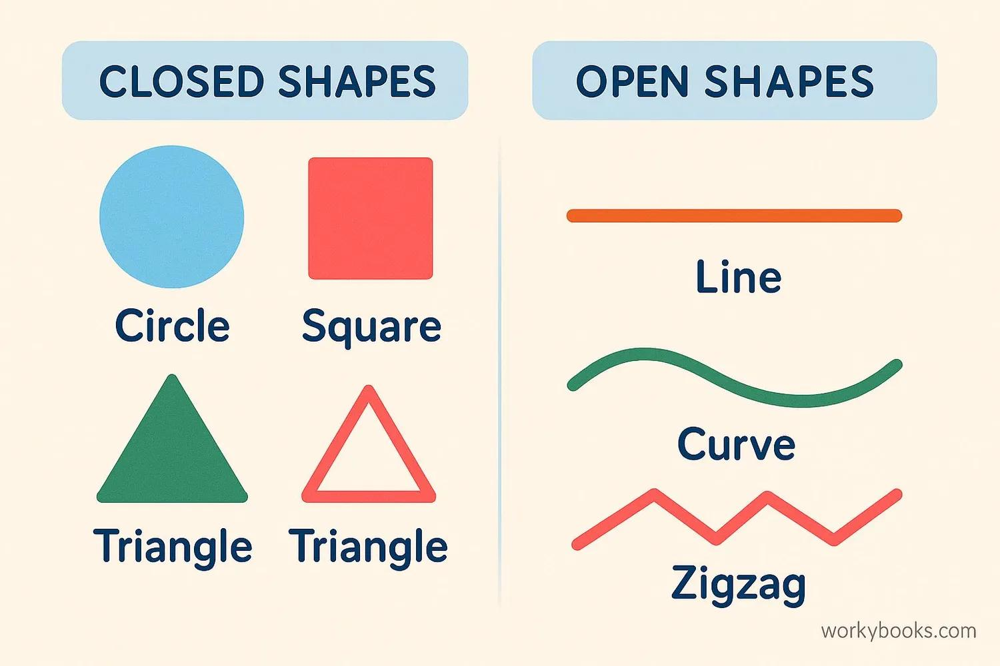 CLOSED SHAPES
Circle
Square
Triangle
Triangle
OPEN SHAPES
Line
Curve
Zigzag
workybooks.com